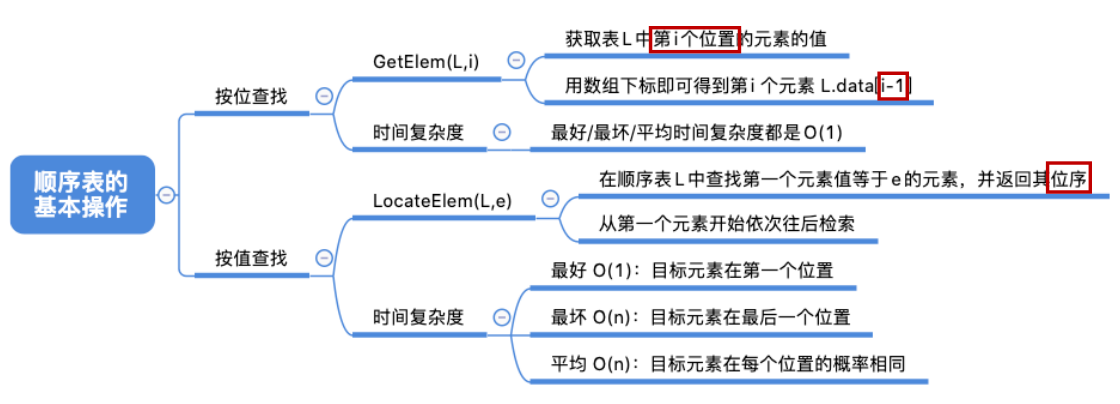 顺序表的
基本操作
按位查找
GetElem(L,i)
获取表L中第i个位置的元素的值
用数组下标即可得到第i个元素 L.data[i-1]
时间复杂度
最好/最坏/平均时间复杂度都是O(1)
按值查找
LocateElem(L,e)
在顺序表L中查找第一个元素值等于e的元素，并返回其位序
从第一个元素开始依次往后检索
时间复杂度
最好 O(1)：目标元素在第一个位置
最坏 O(n)：目标元素在最后一个位置
平均 O(n)：目标元素在每个位置的概率相同